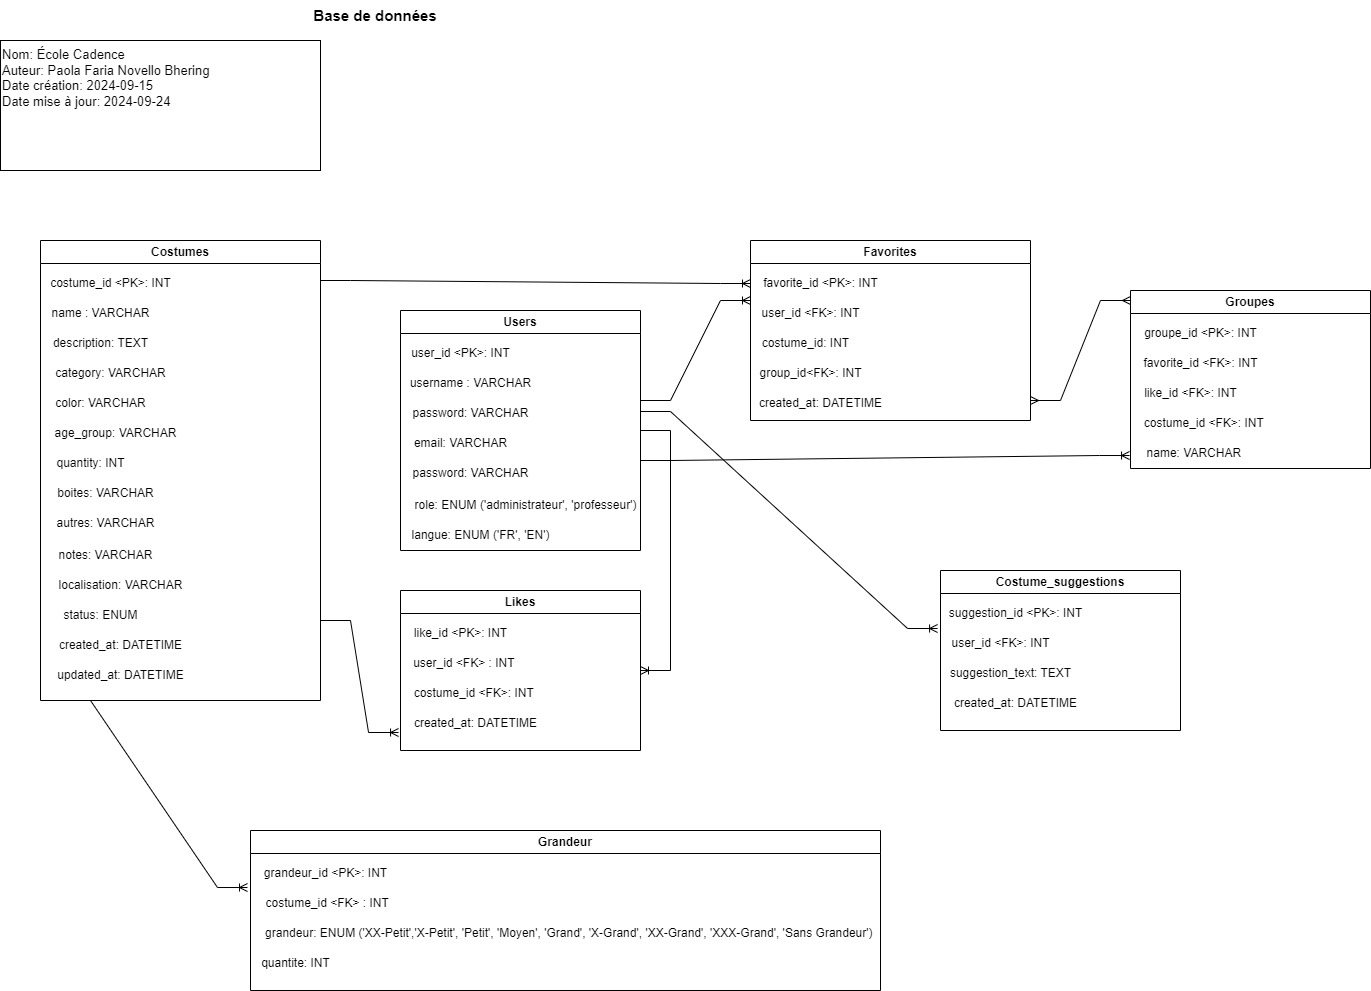 Base de données
Nom: École Cadence
Auteur: Paola Faria Novello Bhering
Date création: 2024-09-15
Date mise à jour: 2024-09-24
Costumes
costume_id <PK>: INT
name : VARCHAR
description: TEXT
category: VARCHAR
color: VARCHAR
age_group: VARCHAR
quantity: INT
boites: VARCHAR
autres: VARCHAR
notes: VARCHAR
localisation: VARCHAR
status: ENUM
created_at: DATETIME
updated_at: DATETIME
Users
user_id <PK>: INT
username : VARCHAR
password: VARCHAR
email: VARCHAR
password: VARCHAR
role: ENUM ('administrateur', 'professeur')
langue: ENUM ('FR', 'EN')
Favorites
favorite_id <PK>: INT
user_id <FK>: INT
costume_id: INT
group_id<FK>: INT
created_at: DATETIME
Groupes
groupe_id <PK>: INT
favorite_id <FK>: INT
like_id <FK>: INT
costume_id <FK>: INT
name: VARCHAR
Likes
like_id <PK>: INT
user_id <FK> : INT
costume_id <FK>: INT
created_at: DATETIME
Costume_suggestions
suggestion_id <PK>: INT
user_id <FK>: INT
suggestion_text: TEXT
created_at: DATETIME
Grandeur
grandeur_id <PK>: INT
costume_id <FK> : INT
grandeur: ENUM ('XX-Petit','X-Petit', 'Petit', 'Moyen', 'Grand', 'X-Grand', 'XX-Grand', 'XXX-Grand', 'Sans Grandeur')
quantite: INT